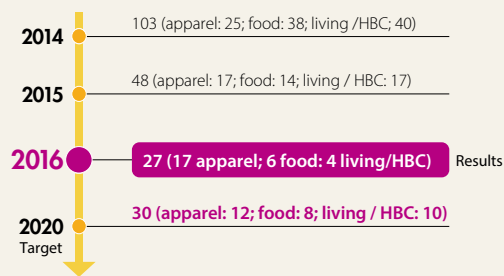 2014
103 (apparel: 25; food: 38; living /HBC; 40)
2015
48 (apparel: 17; food: 14; living / HBC: 17)
2016
27 (17 apparel; 6 food: 4 living/HBC)
Results
2020
Target
30 (apparel: 12; food: 8; living / HBC: 10)